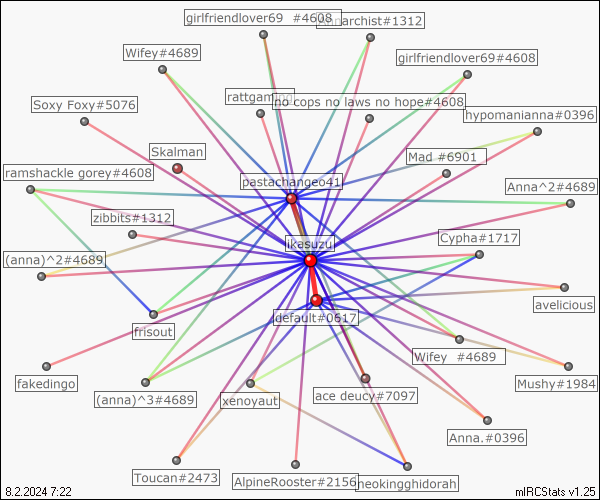 girlfriendlover69 #4608
narchist#1312
Wifey#4689
girlfriendlover69#4608
Soxy Foxy#5076
rattgaming
no cops no laws no hope#4608
hypomanianna#0396
Skalman
Mad #6901
ramshackle gorey#4608
pastachangeo41
Anna^2#4689
zibbits#1312
ikasuzu
Cypha#1717
(anna)^2#4689
avelicious
frisout
default#0617
Wifey #4689
fakedingo
(anna)^3#4689
xenoyaut
ace deucy#7097
Mushy#1984
Anna.#0396
Toucan#2473
AlpineRooster#2156
neokingghidorah
8.2.2024 7:22
mIRCStats v1.25